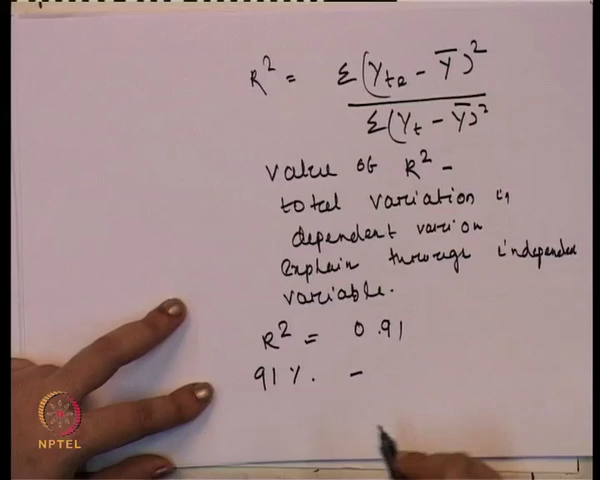 R² = Σ(Yte - Ȳ)²
Σ(Yt - Ȳ)²
value of R² -
total variation in
dependent varion
explain through independen
variable.
R² = 0.91
91%. -
NPTEL